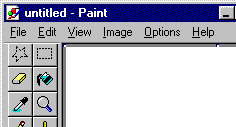 untitled - Paint
File Edit View Image Options Help